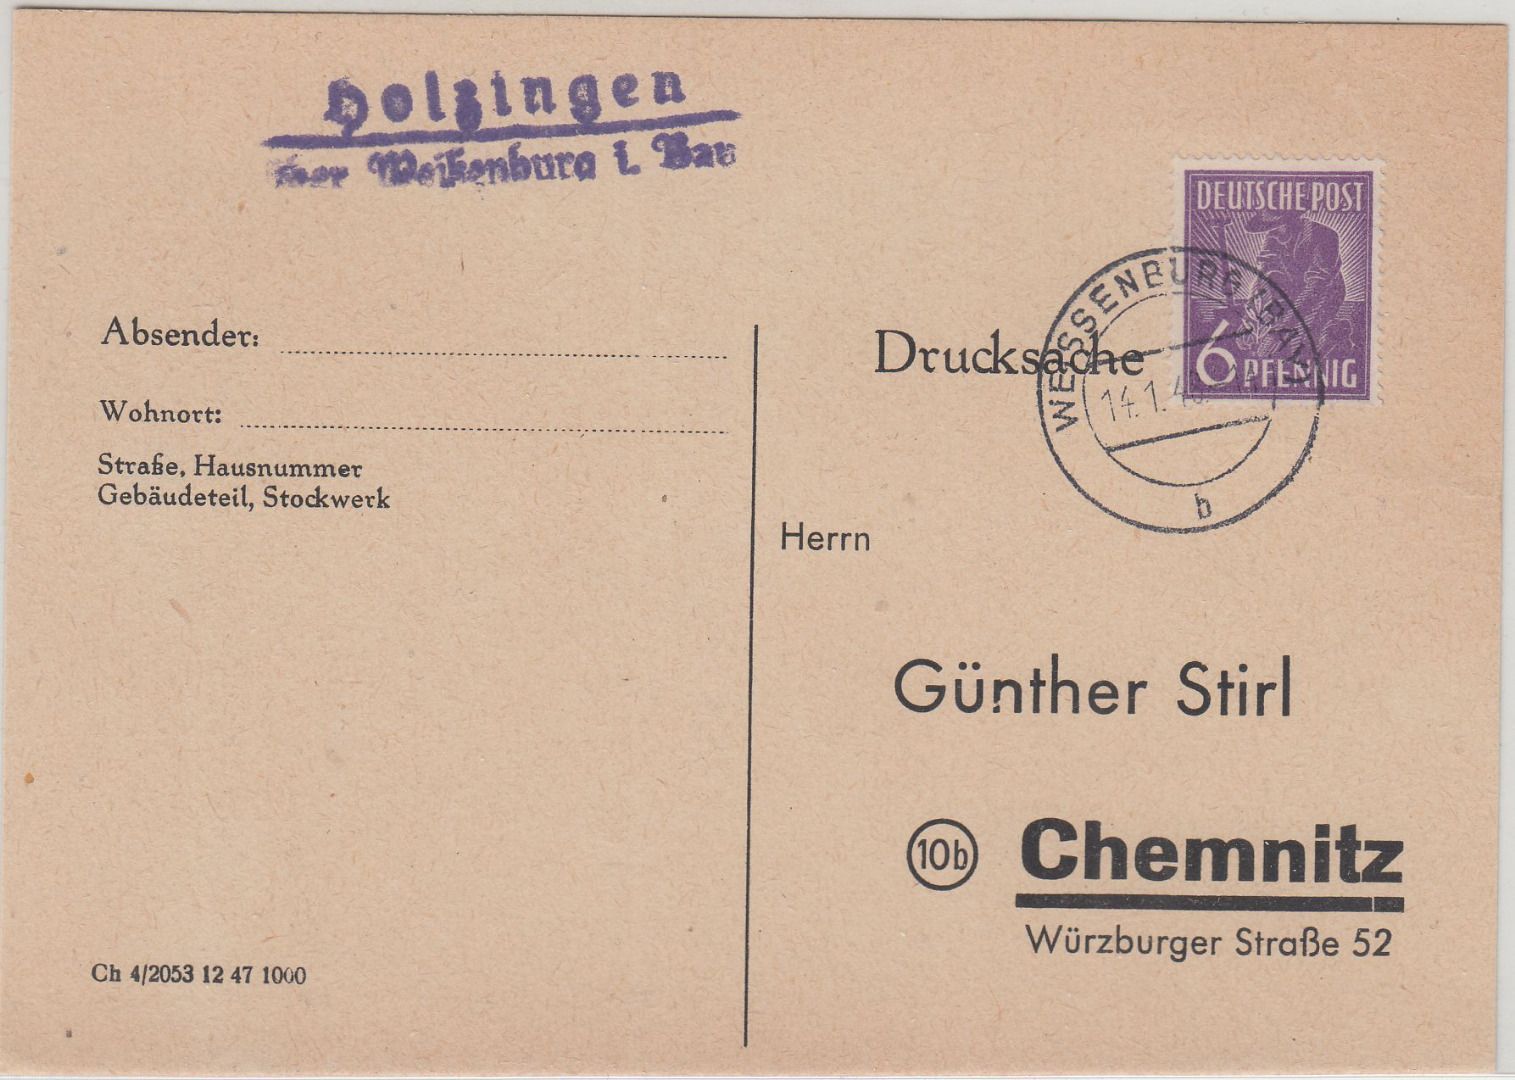 Holzingen
über Weißenburg i. Bay
DEUTSCHE POST
6 PFENNIG
WEISSENBURG (BAY)
14.1.48
b
Absender:
Wohnort:
Straße, Hausnummer
Gebäudeteil, Stockwerk
Drucksache
Herrn
Günther Stirl
10b Chemnitz
Würzburger Straße 52
Ch 4/2053 12 47 1000